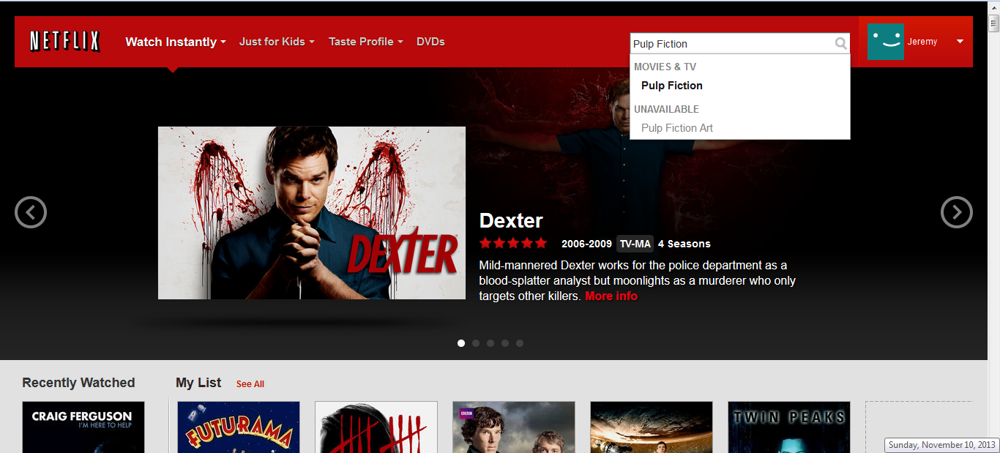 NETFLIX
Watch Instantly
Just for Kids
Taste Profile
DVDs
Pulp Fiction
Jeremy
MOVIES & TV
Pulp Fiction
UNAVAILABLE
Pulp Fiction Art
DEXTER
Dexter
2006-2009 TV-MA 4 Seasons
Mild-mannered Dexter works for the police department as a
blood-splatter analyst but moonlights as a murderer who only
targets other killers. More info
Recently Watched
My List
See All
CRAIG FERGUSON
I'M HERE TO HELP
FUTURAMA
BBC
TWIN PEAKS
Sunday, November 10, 2013